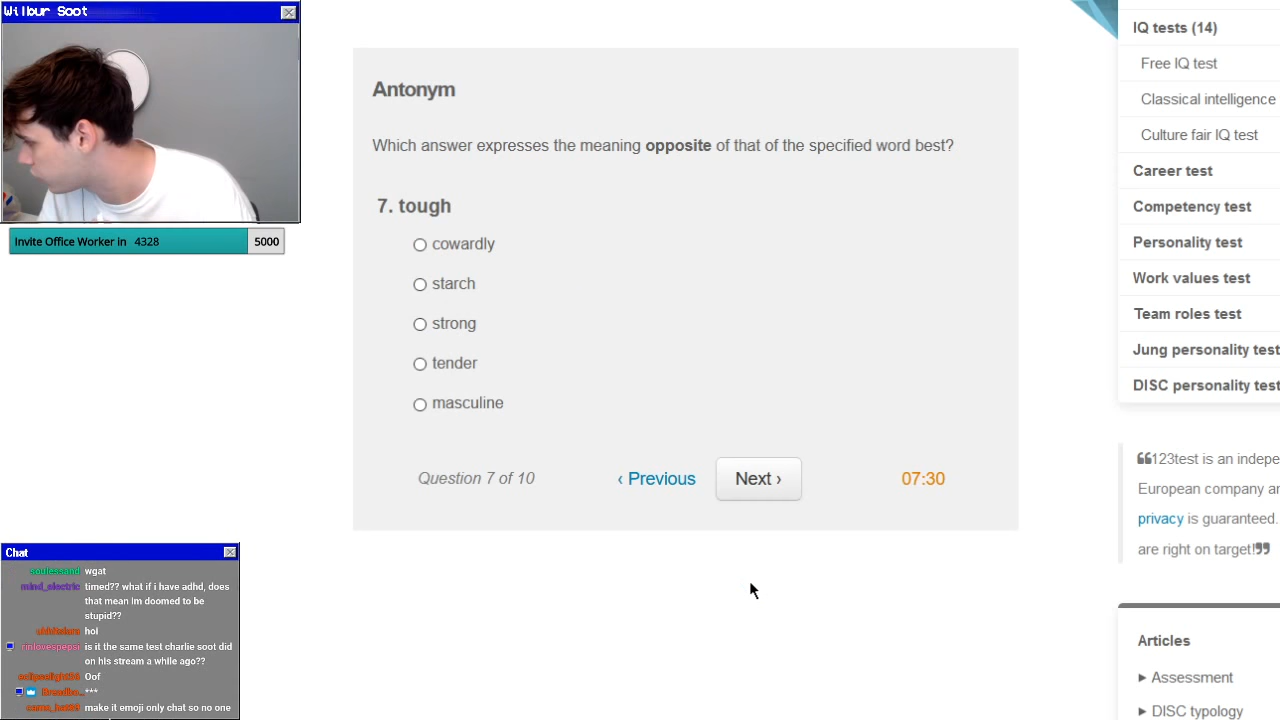 Wilbur Soot
Invite Office Worker in 4328
5000
Antonym
Which answer expresses the meaning opposite of that of the specified word best?
7. tough
cowardly
starch
strong
tender
masculine
Question 7 of 10
‹ Previous
Next ›
07:30
IQ tests (14)
Free IQ test
Classical intelligence
Culture fair IQ test
Career test
Competency test
Personality test
Work values test
Team roles test
Jung personality test
DISC personality test
❝123test is an indepe
European company an
privacy is guaranteed.
are right on target!❞
Articles
▶ Assessment
▶ DISC typology
Chat
soulessand wgat
mind_electric timed?? what if i have adhd, does
that mean im doomed to be
stupid??
hol
rinlovespepsi is it the same test charlie soot did
on his stream a while ago??
Oof
***
make it emoji only chat so no one